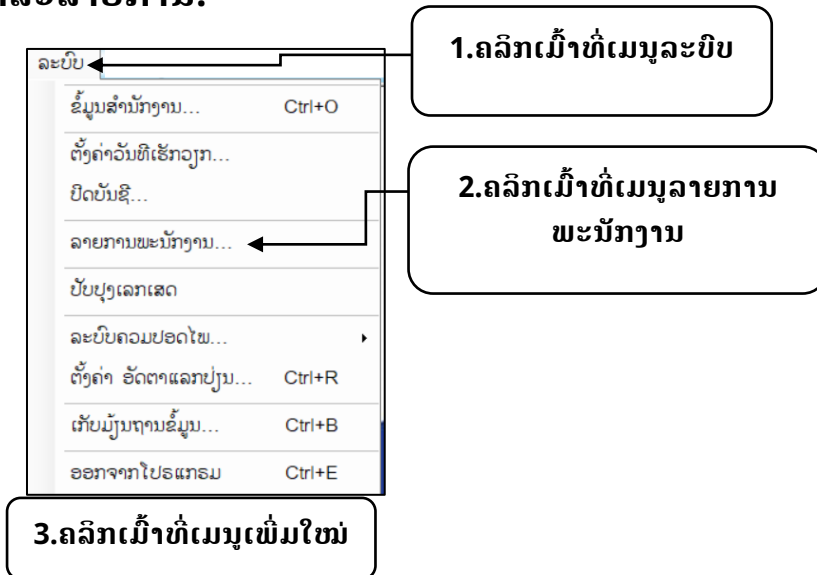 ລະບົບ
1.ຄລິກເມົ້າທີ່ເມນູລະບົບ
ຂໍ້ມູນສຳນັກງານ... Ctrl+O
ຕັ້ງຄ່າວັນທີເຮັກວຽກ...
ປິດບັນຊີ...
2.ຄລິກເມົ້າທີ່ເມນູລາຍການ
ພະນັກງານ
ລາຍການພະນັກງານ...
ປັບປຸງເລກເສດ
ລະບົບຄວມປອດໄພ...
ຕັ້ງຄ່າ ອັດຕາແລກປ່ຽນ... Ctrl+R
ເກັບມ້ຽນຖານຂໍ້ມູນ... Ctrl+B
ອອກຈາກໂປຣແກຣມ Ctrl+E
3.ຄລິກເມົ້າທີ່ເມນູເພີ່ມໃໝ່